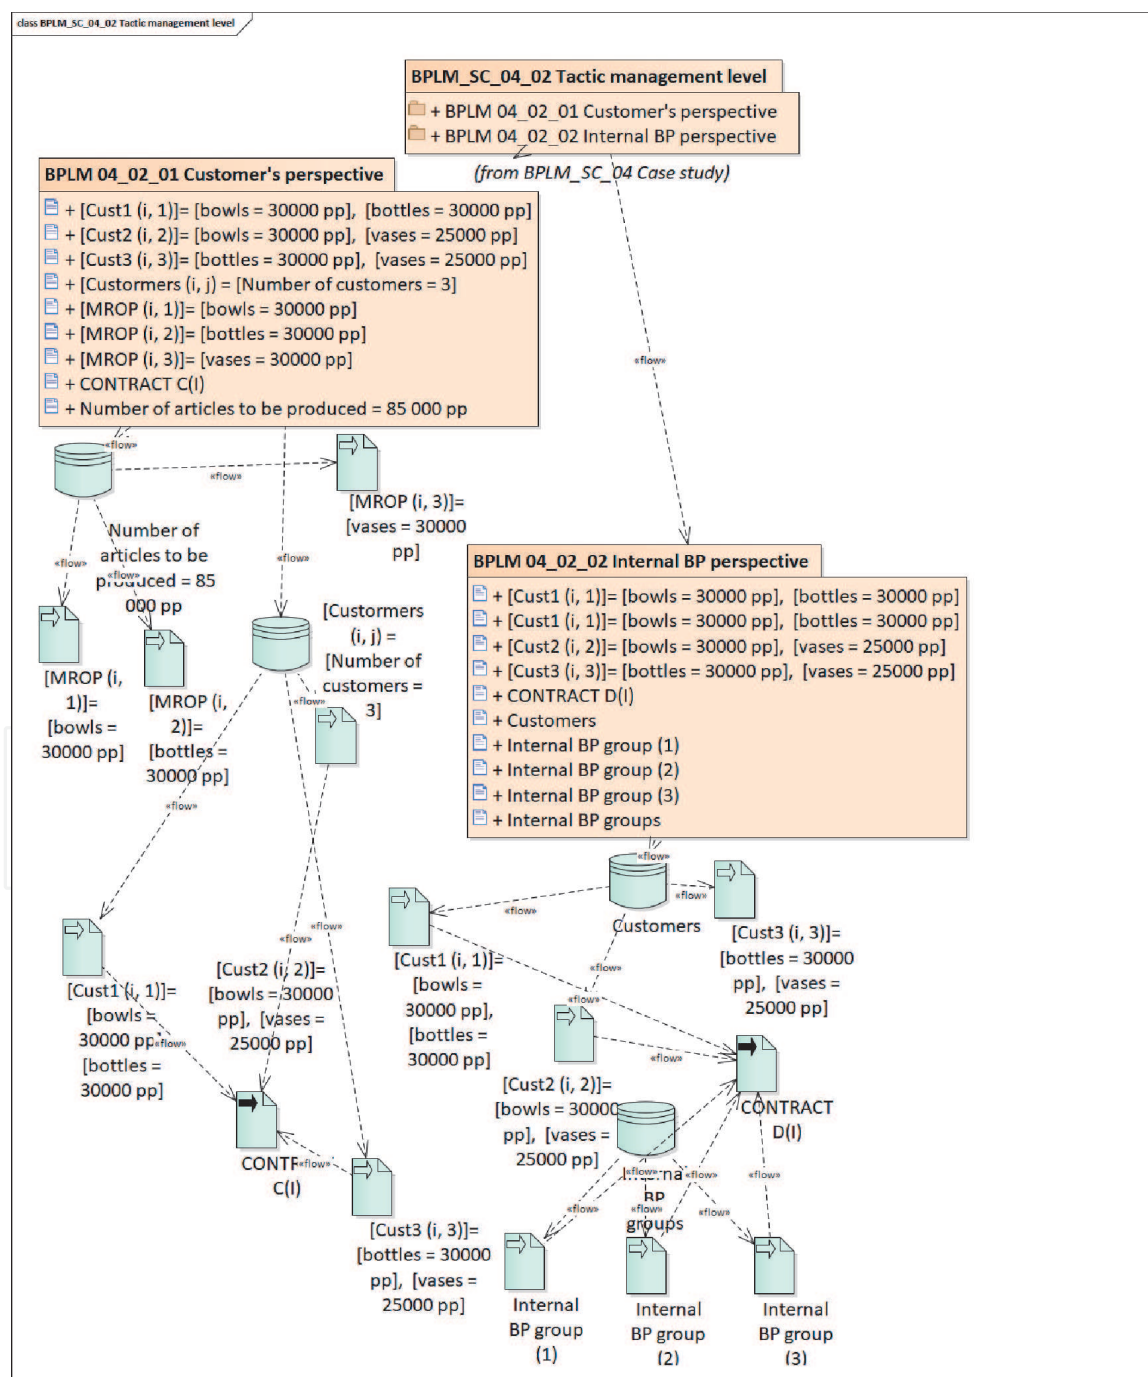 class BPLM_SC_04_02 Tactic management level
BPLM_SC_04_02 Tactic management level
+ BPLM 04_02_01 Customer's perspective
+ BPLM 04_02_02 Internal BP perspective
(from BPLM_SC_04 Case study)
BPLM 04_02_01 Customer's perspective
+ [Cust1 (i, 1)]= [bowls = 30000 pp], [bottles = 30000 pp]
+ [Cust2 (i, 2)]= [bowls = 30000 pp], [vases = 25000 pp]
+ [Cust3 (i, 3)]= [bottles = 30000 pp], [vases = 25000 pp]
+ [Custormers (i, j) = [Number of customers = 3]
+ [MROP (i, 1)]= [bowls = 30000 pp]
+ [MROP (i, 2)]= [bottles = 30000 pp]
+ [MROP (i, 3)]= [vases = 30000 pp]
+ CONTRACT C(I)
+ Number of articles to be produced = 85 000 pp
«flow»
«flow»
«flow»
[MROP (i, 3)]=
[vases = 30000
pp]
Number of
articles to be
produced = 85
000 pp
«flow»
«flow»
«flow»
[MROP (i,
1)]=
[bowls =
30000 pp]
[MROP (i,
2)]=
[bottles =
30000 pp]
[Custormers
(i, j) =
[Number of
customers =
3]
«flow»
«flow»
BPLM 04_02_02 Internal BP perspective
+ [Cust1 (i, 1)]= [bowls = 30000 pp], [bottles = 30000 pp]
+ [Cust1 (i, 1)]= [bowls = 30000 pp], [bottles = 30000 pp]
+ [Cust2 (i, 2)]= [bowls = 30000 pp], [vases = 25000 pp]
+ [Cust3 (i, 3)]= [bottles = 30000 pp], [vases = 25000 pp]
+ CONTRACT D(I)
+ Customers
+ Internal BP group (1)
+ Internal BP group (2)
+ Internal BP group (3)
+ Internal BP groups
«flow»
Customers
«flow»
«flow»
«flow»
«flow»
«flow»
«flow»
[Cust1 (i, 1)]=
[bowls =
30000 pp],
[bottles =
30000 pp]
«flow»
[Cust2 (i, 2)]=
[bowls = 30000
pp], [vases =
25000 pp]
[Cust1 (i, 1)]=
[bowls =
30000 pp],
[bottles =
30000 pp]
[Cust3 (i, 3)]=
[bottles = 30000
pp], [vases =
25000 pp]
«flow»
[Cust2 (i, 2)]=
[bowls = 30000
pp], [vases =
25000 pp]
CONTRACT
D(I)
C(I)
«flow»
[Cust3 (i, 3)]=
[bottles = 30000
pp], [vases =
25000 pp]
Internal
BP
groups
«flow»
«flow»
«flow»
«flow»
«flow»
«flow»
Internal
BP group
(1)
Internal
BP group
(2)
Internal
BP group
(3)